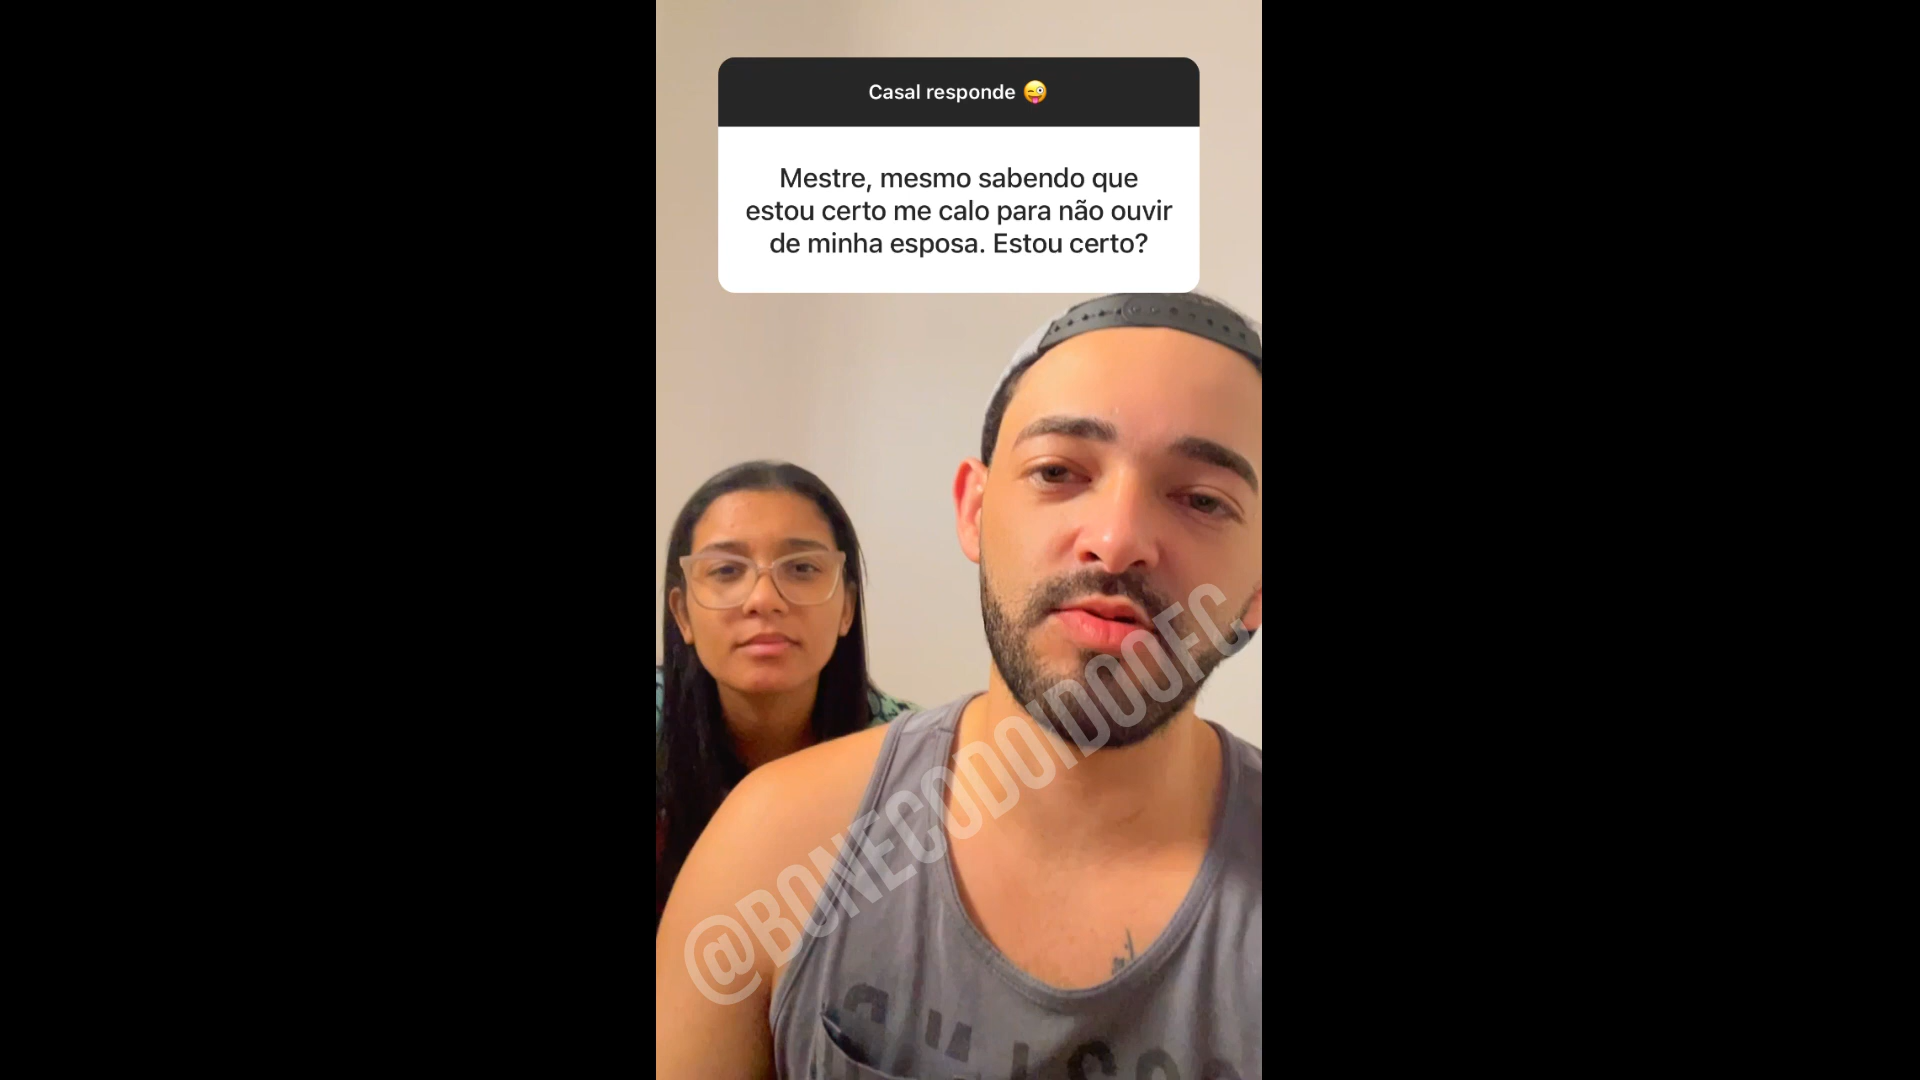 Casal responde 😜
Mestre, mesmo sabendo que
estou certo me calo para não ouvir
de minha esposa. Estou certo?
@BONECODOIDOOFC